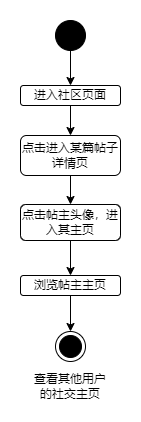 进入社区页面
点击进入某篇帖子
详情页
点击帖主头像，进
入其主页
浏览帖主主页
查看其他用户
的社交主页